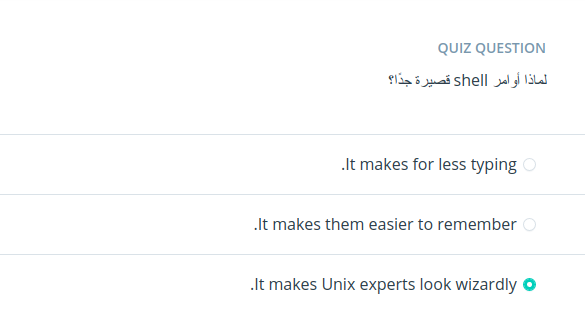 QUIZ QUESTION
لماذا أوامر shell قصيرة جدًا؟
It makes for less typing.
It makes them easier to remember.
It makes Unix experts look wizardly.